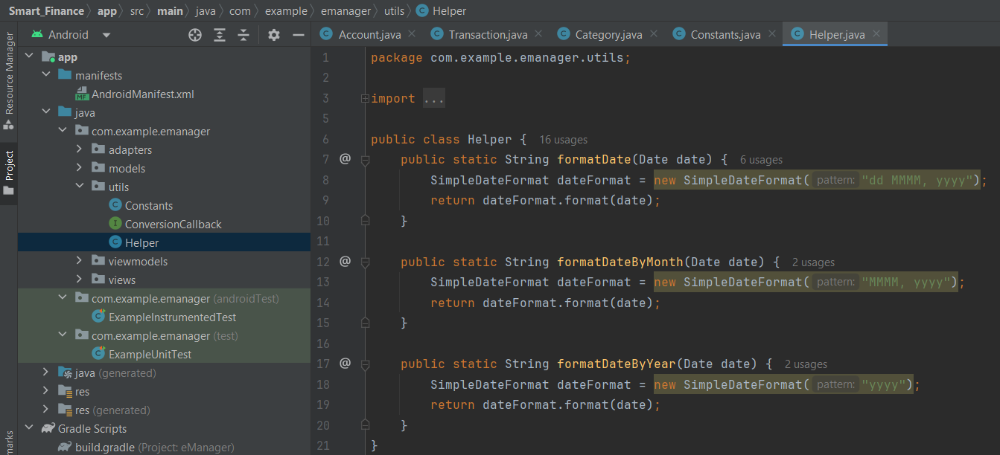 Smart_Finance app src main java com example emanager utils C Helper
Android
C Account.java C Transaction.java C Category.java C Constants.java C Helper.java
Resource Manager
Project
app
manifests
MF AndroidManifest.xml
java
com.example.emanager
adapters
models
utils
C Constants
I ConversionCallback
C Helper
viewmodels
views
com.example.emanager (androidTest)
C ExampleInstrumentedTest
com.example.emanager (test)
C ExampleUnitTest
java (generated)
res
res (generated)
Gradle Scripts
build.gradle (Project: eManager)
marks
1 package com.example.emanager.utils;
2
3 import ...
5
6 public class Helper { 16 usages
7 @ public static String formatDate(Date date) { 6 usages
8 SimpleDateFormat dateFormat = new SimpleDateFormat( pattern: "dd MMMM, yyyy");
9 return dateFormat.format(date);
10 }
11
12 @ public static String formatDateByMonth(Date date) { 2 usages
13 SimpleDateFormat dateFormat = new SimpleDateFormat( pattern: "MMMM, yyyy");
14 return dateFormat.format(date);
15 }
16
17 @ public static String formatDateByYear(Date date) { 2 usages
18 SimpleDateFormat dateFormat = new SimpleDateFormat( pattern: "yyyy");
19 return dateFormat.format(date);
20 }
21 }